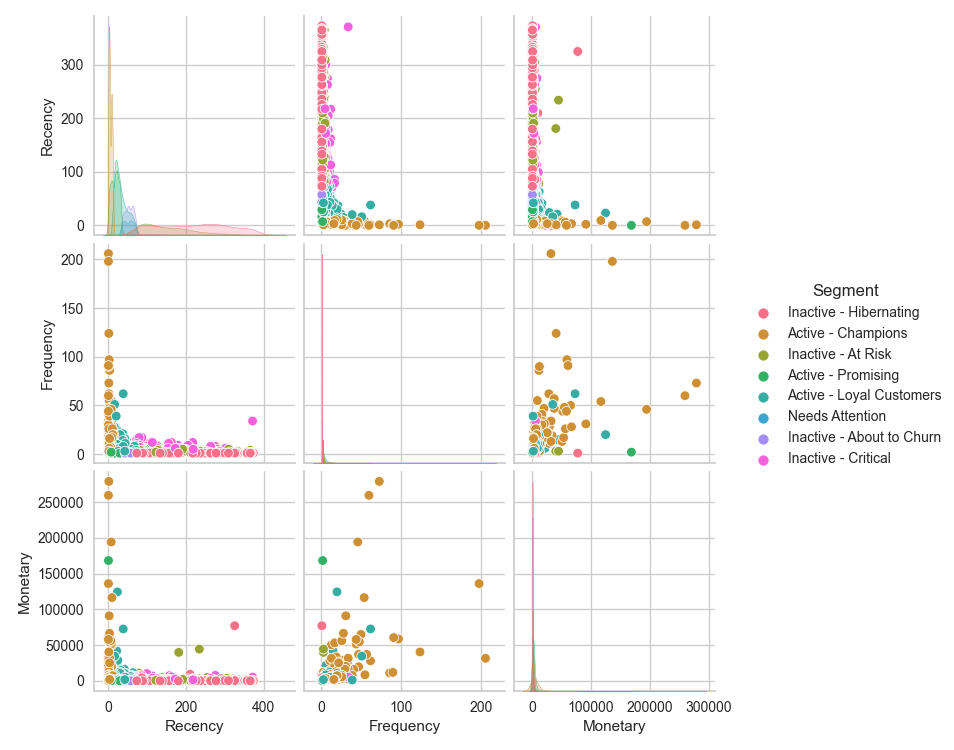 300
200
100
0
Recency
200
150
100
50
0
Frequency
Segment
Inactive - Hibernating
Active - Champions
Inactive - At Risk
Active - Promising
Active - Loyal Customers
Needs Attention
Inactive - About to Churn
Inactive - Critical
250000
200000
150000
100000
50000
0
Monetary
0 200 400
0 100 200
0 100000 200000 300000
Recency Frequency Monetary